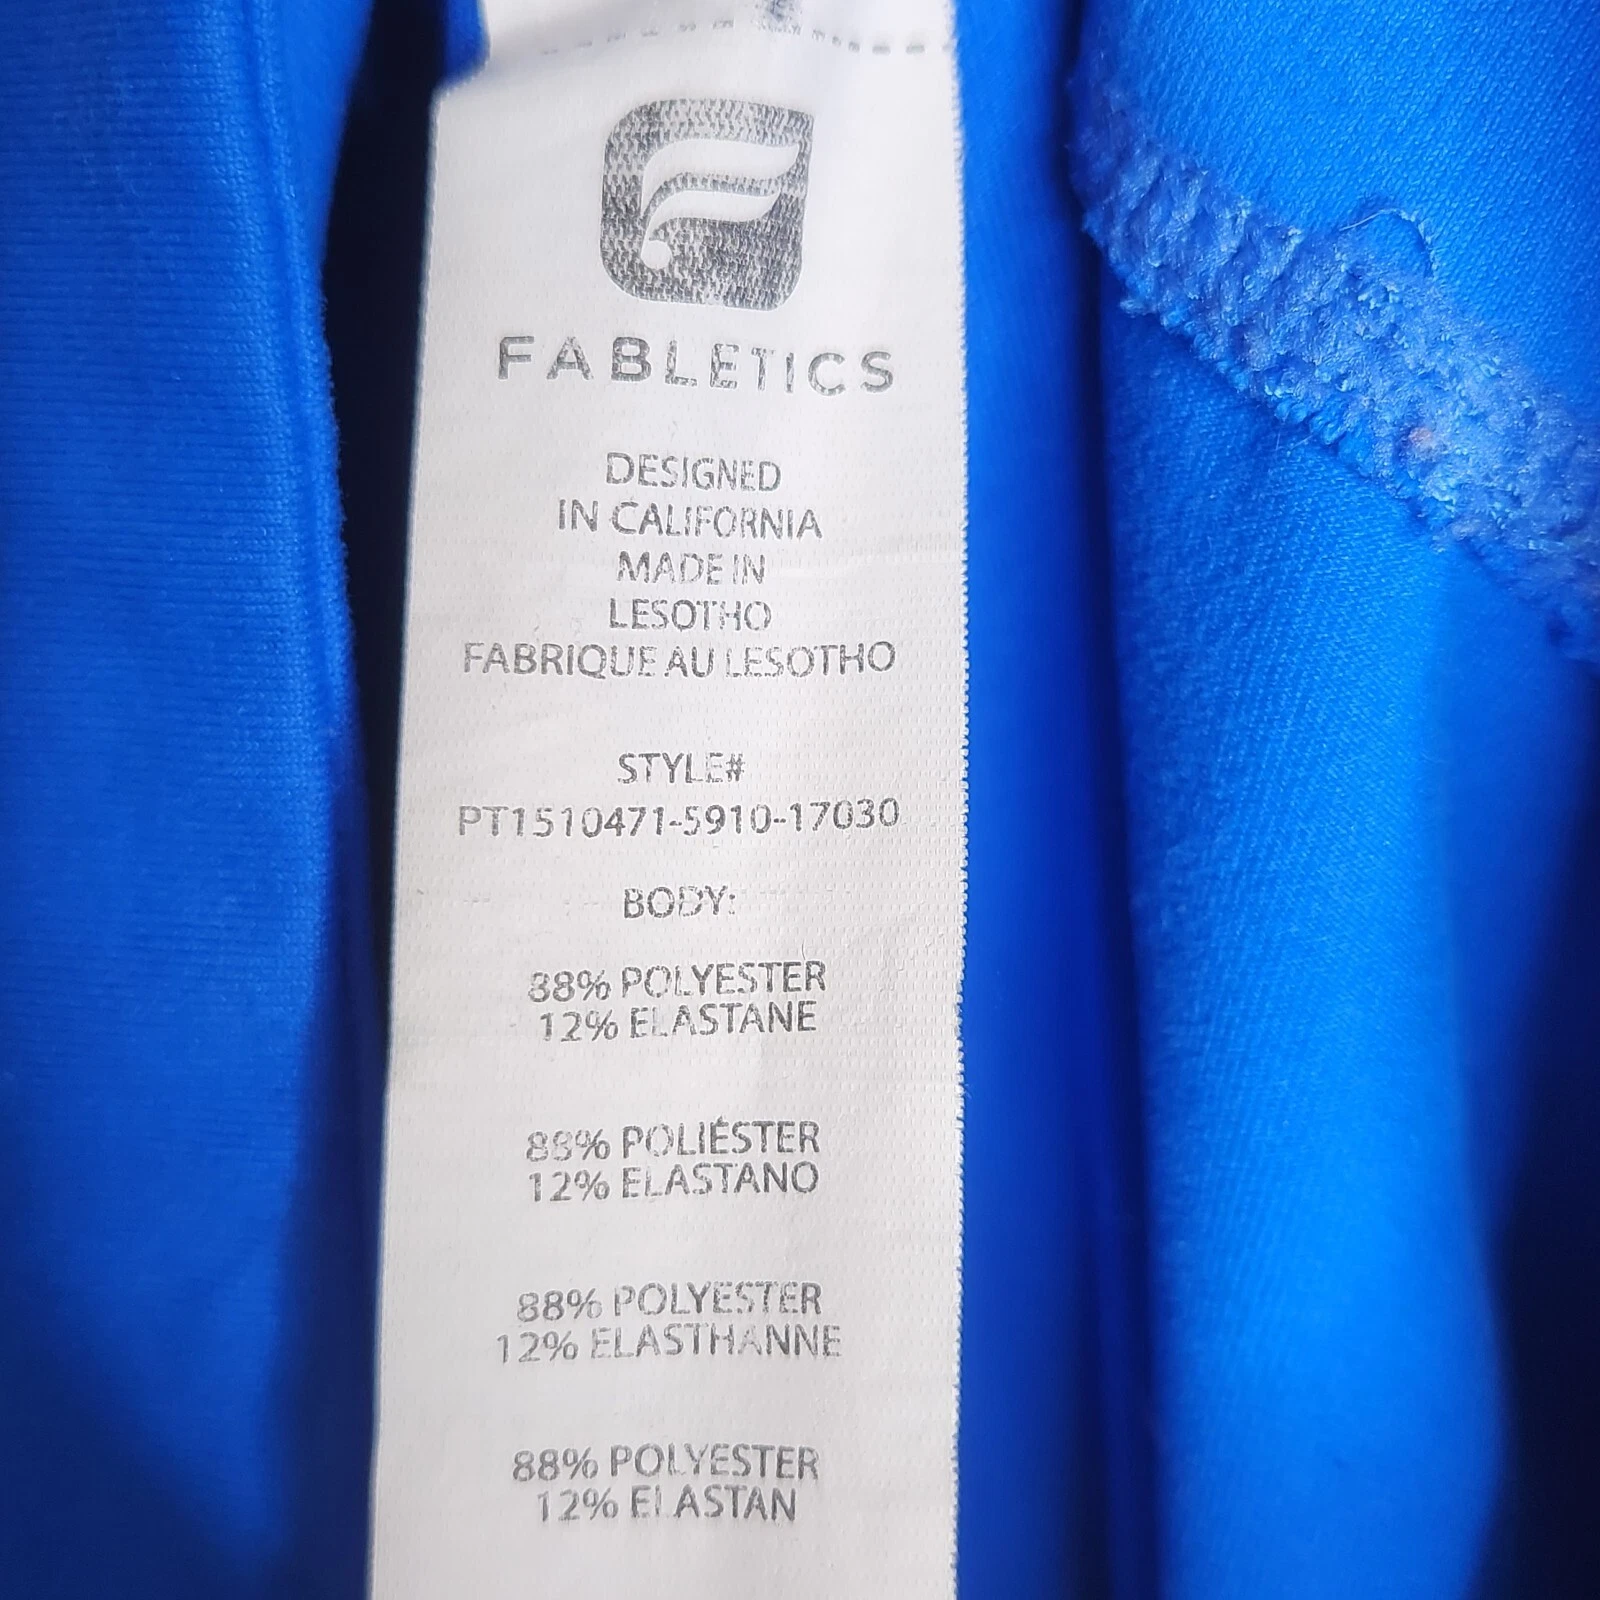 FABLETICS
DESIGNED
IN CALIFORNIA
MADE IN
LESOTHO
FABRIQUE AU LESOTHO
STYLE#
PT1510471-5910-17030
BODY:
88% POLYESTER
12% ELASTANE
88% POLIÉSTER
12% ELASTANO
88% POLYESTER
12% ELASTHANNE
88% POLYESTER
12% ELASTAN